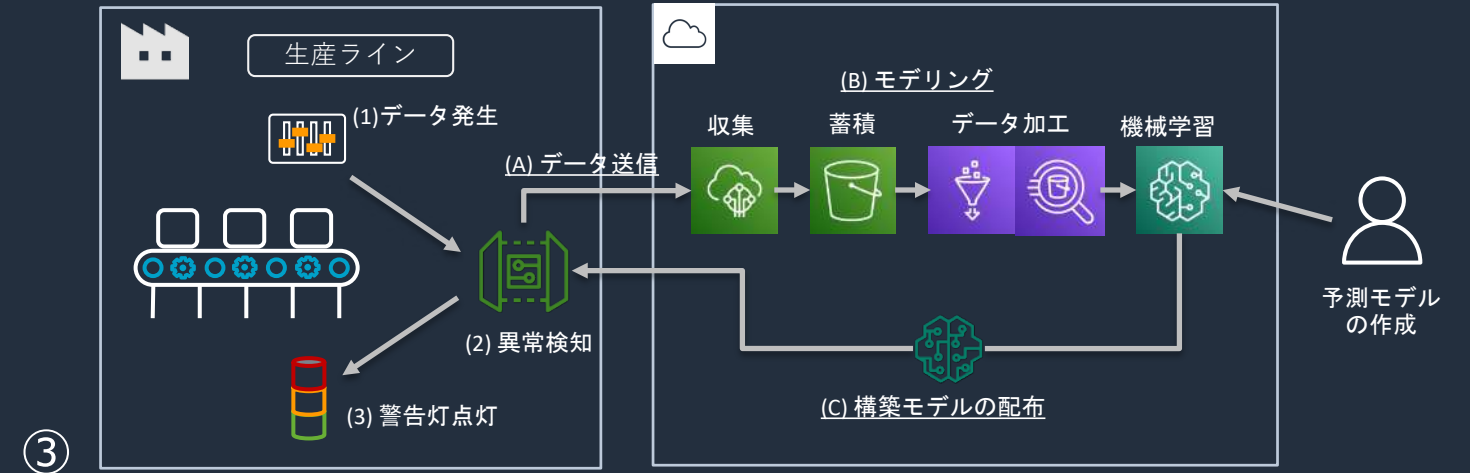 生産ライン
(1)データ発生
(2) 異常検知
(3) 警告灯点灯
(A) データ送信
(B) モデリング
収集
蓄積
データ加工
機械学習
(C) 構築モデルの配布
予測モデル
の作成
③